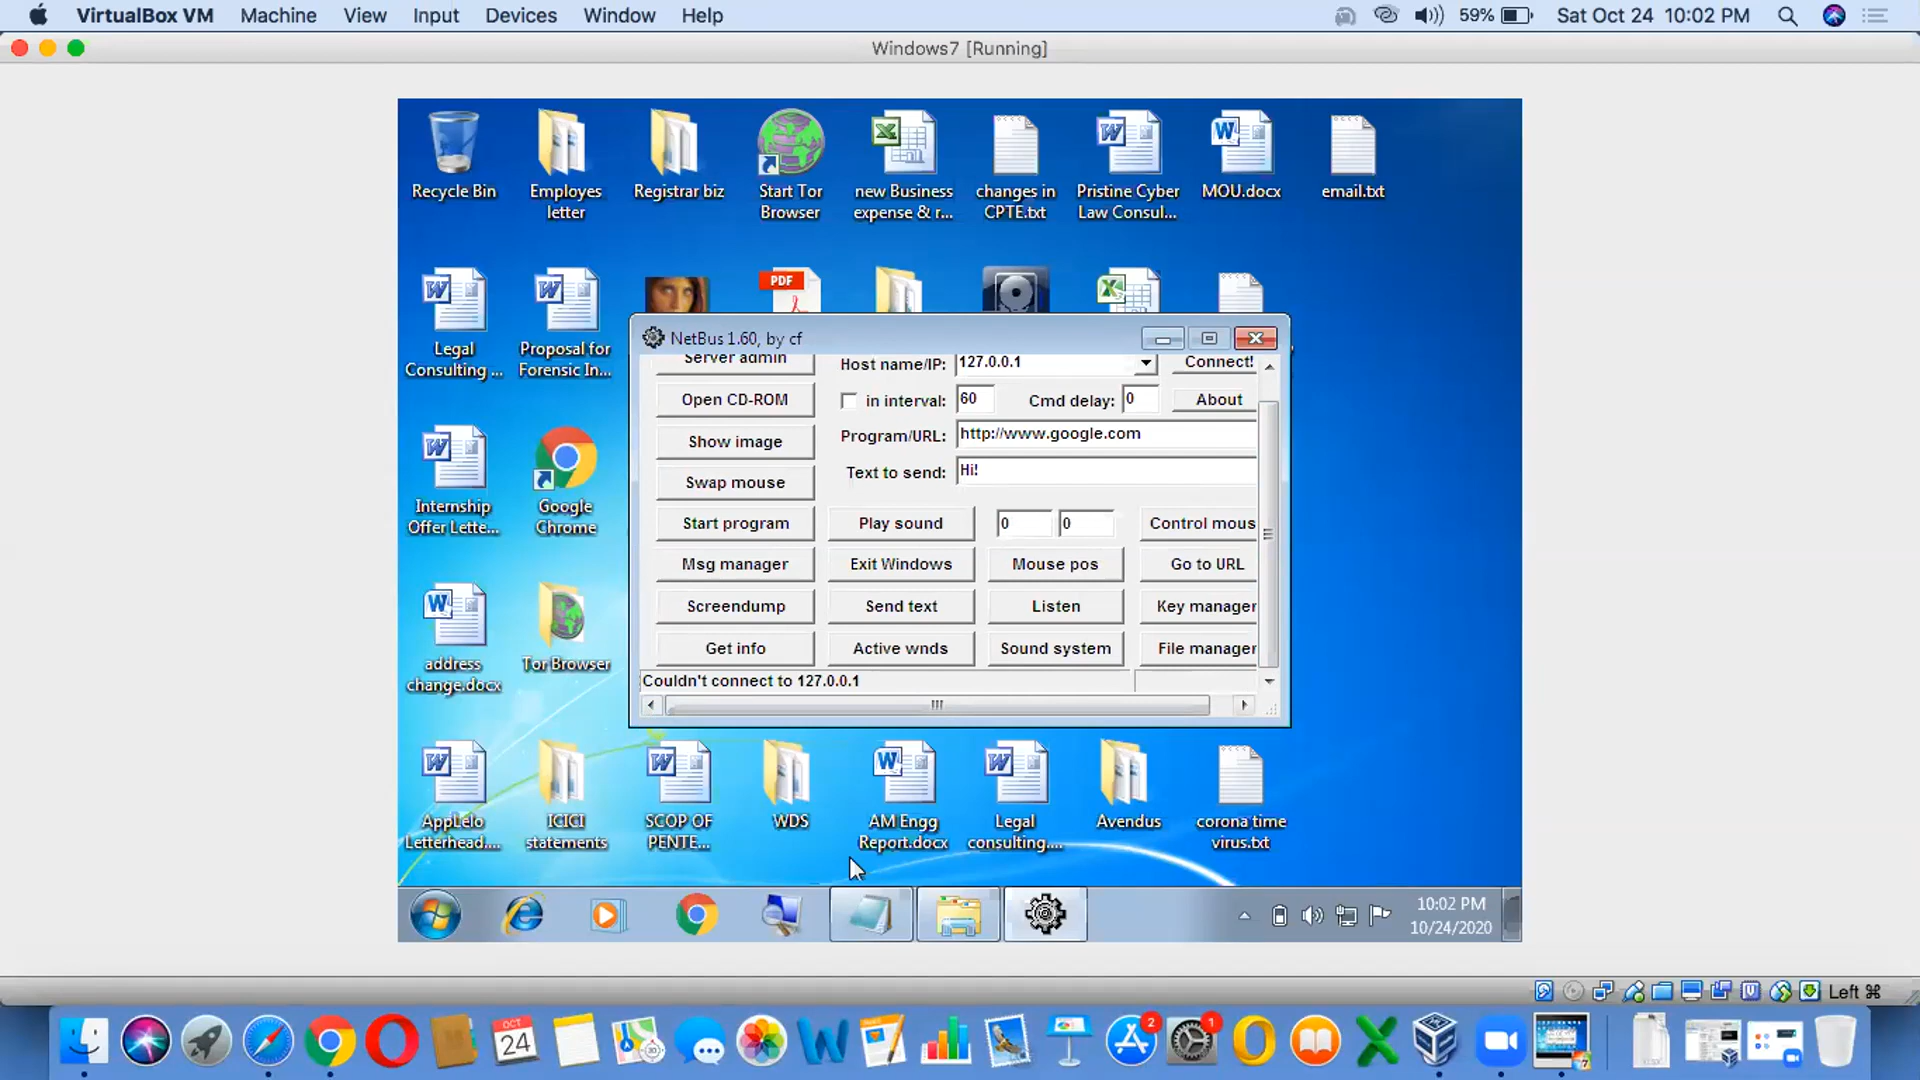 VirtualBox VM Machine View Input Devices Window Help 59% Sat Oct 24 10:02 PM
Windows7 [Running]
Recycle Bin
Employes
letter
Registrar biz
Start Tor
Browser
new Business
expense & r...
changes in
CPTE.txt
Pristine Cyber
Law Consul...
MOU.docx
email.txt
PDF
Legal
Consulting ...
Proposal for
Forensic In...
NetBus 1.60, by cf
Server admin
Host name/IP: 127.0.0.1
Connect!
Open CD-ROM
in interval: 60
Cmd delay: 0
About
Show image
Program/URL: http://www.google.com
Swap mouse
Text to send: Hi!
Start program
Play sound
0
0
Control mous
Msg manager
Exit Windows
Mouse pos
Go to URL
Screendump
Send text
Listen
Key manager
Get info
Active wnds
Sound system
File manager
Couldn't connect to 127.0.0.1
Internship
Offer Lette...
Google
Chrome
address
change.docx
Tor Browser
AppLelo
Letterhead....
ICICI
statements
SCOP OF
PENTE...
WDS
AM Engg
Report.docx
Legal
consulting....
Avendus
corona time
virus.txt
10:02 PM
10/24/2020
Left ⌘
OCT
24
2
1